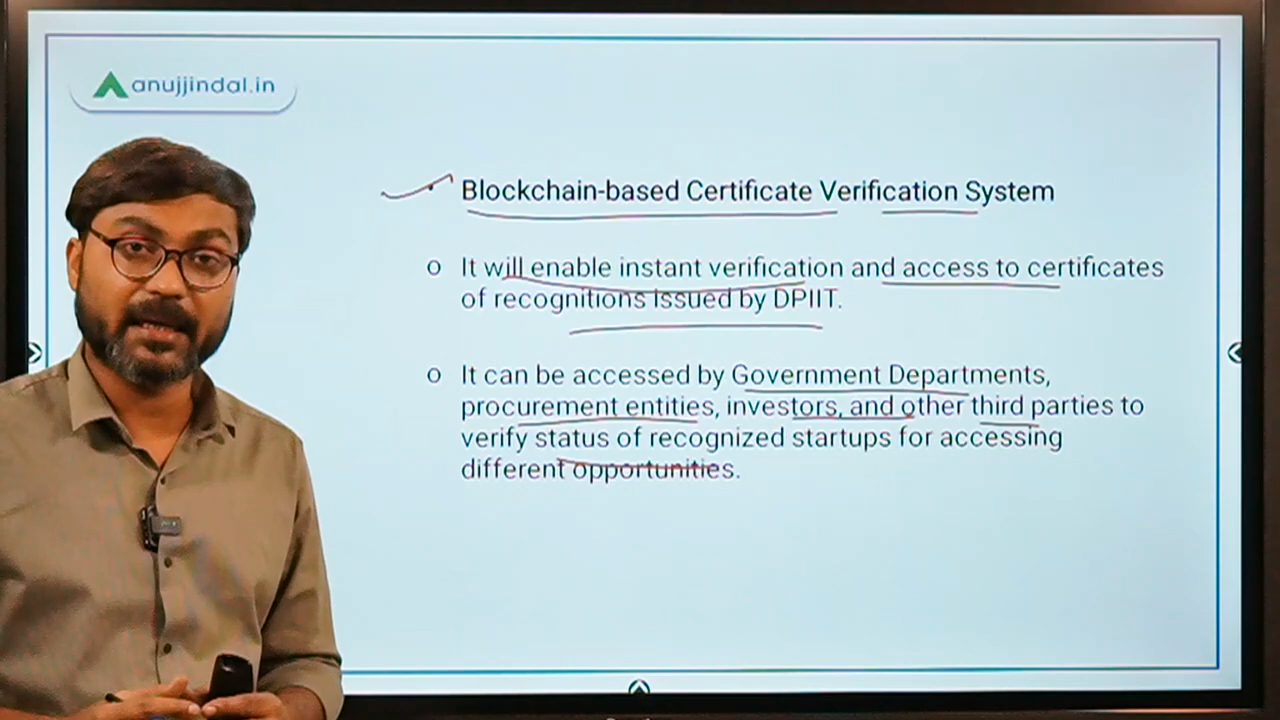 anujjindal.in
Blockchain-based Certificate Verification System
o It will enable instant verification and access to certificates
of recognitions issued by DPIIT.
o It can be accessed by Government Departments,
procurement entities, investors, and other third parties to
verify status of recognized startups for accessing
different opportunities.